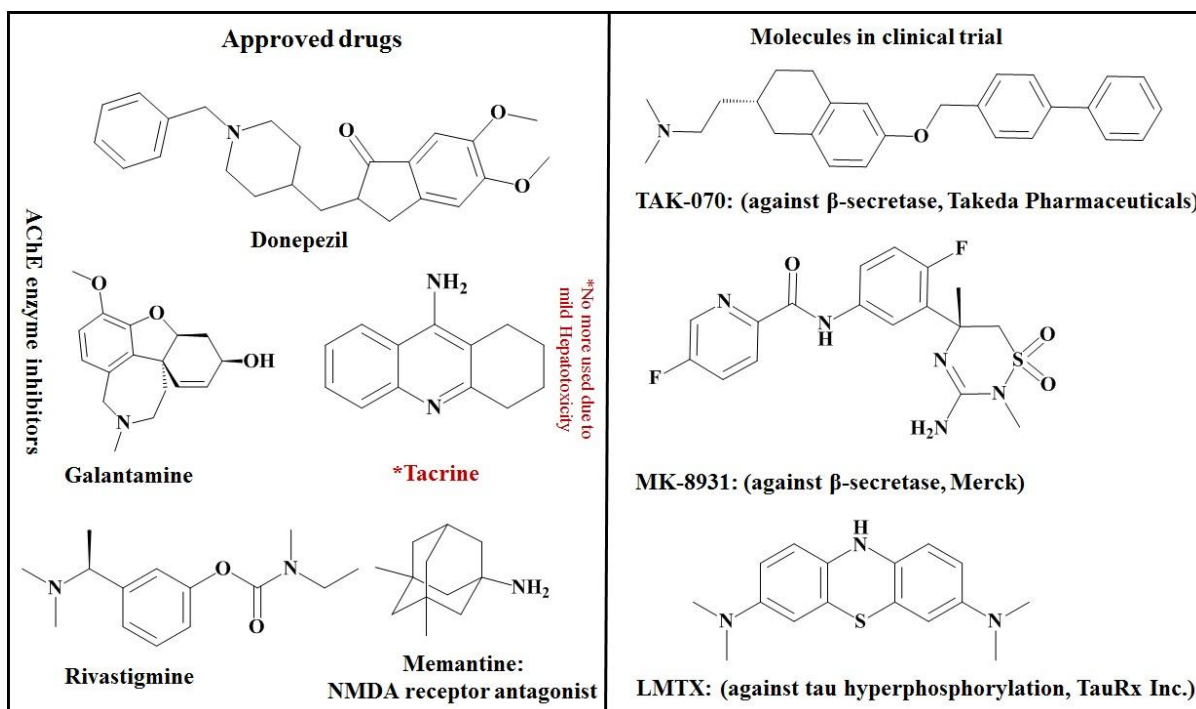 Approved drugs
AChE enzyme inhibitors
N
O
O
O
Donepezil
O
O
OH
N
Galantamine
NH2
N
*Tacrine
*No more used due to
mild Hepatotoxicity
N
O
N
O
Rivastigmine
NH2
Memantine:
NMDA receptor antagonist
Molecules in clinical trial
N
O
TAK-070: (against β-secretase, Takeda Pharmaceuticals)
F
O
N
N
H
F
N
S
O
O
N
H2N
MK-8931: (against β-secretase, Merck)
H
N
N
S
N
LMTX: (against tau hyperphosphorylation, TauRx Inc.)